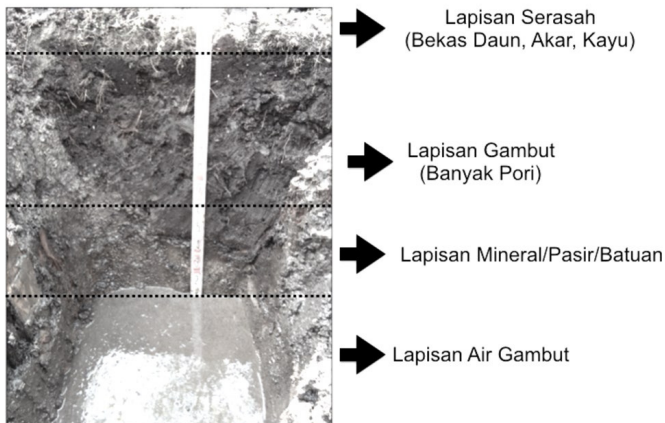 Lapisan Serasah
(Bekas Daun, Akar, Kayu)
Lapisan Gambut
(Banyak Pori)
Lapisan Mineral/Pasir/Batuan
Lapisan Air Gambut